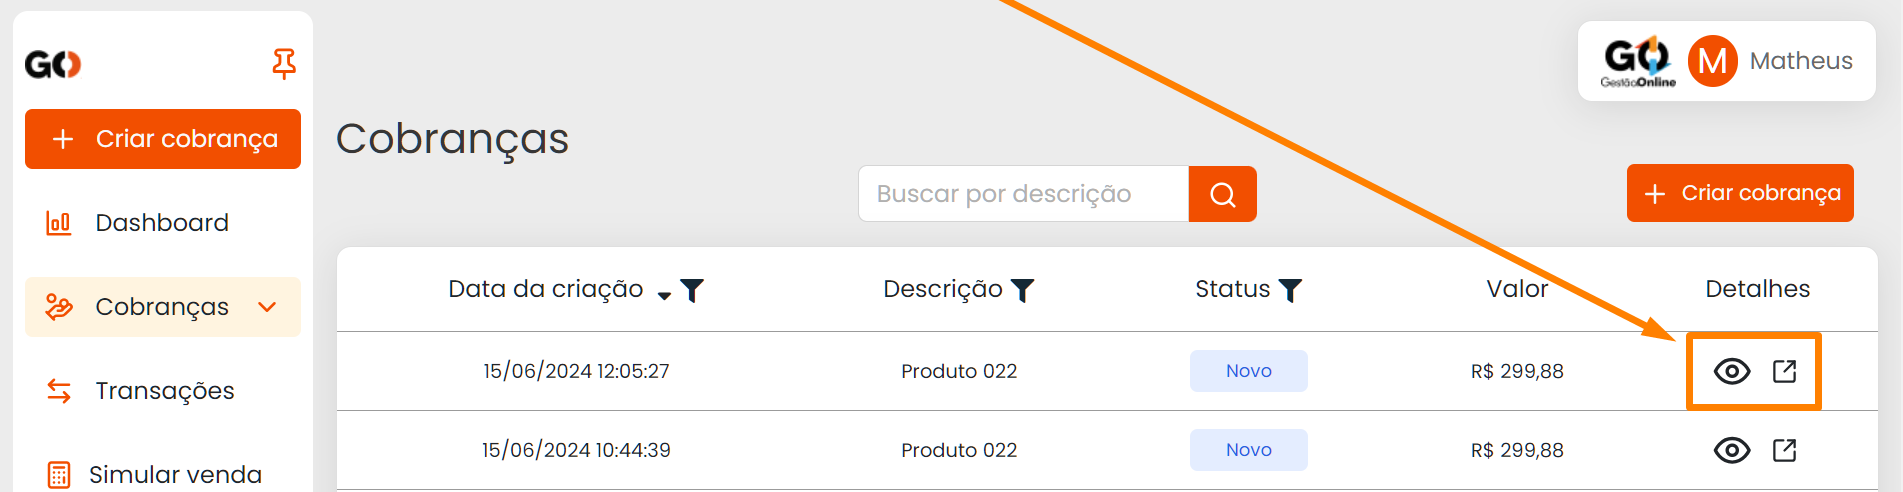 GO
Criar cobrança
Dashboard
Cobranças
Transações
Simular venda
GO
GestãoOnline
M
Matheus
Cobranças
Buscar por descrição
Criar cobrança
Data da criação Descrição Status Valor Detalhes
15/06/2024 12:05:27 Produto 022 Novo R$ 299,88
15/06/2024 10:44:39 Produto 022 Novo R$ 299,88